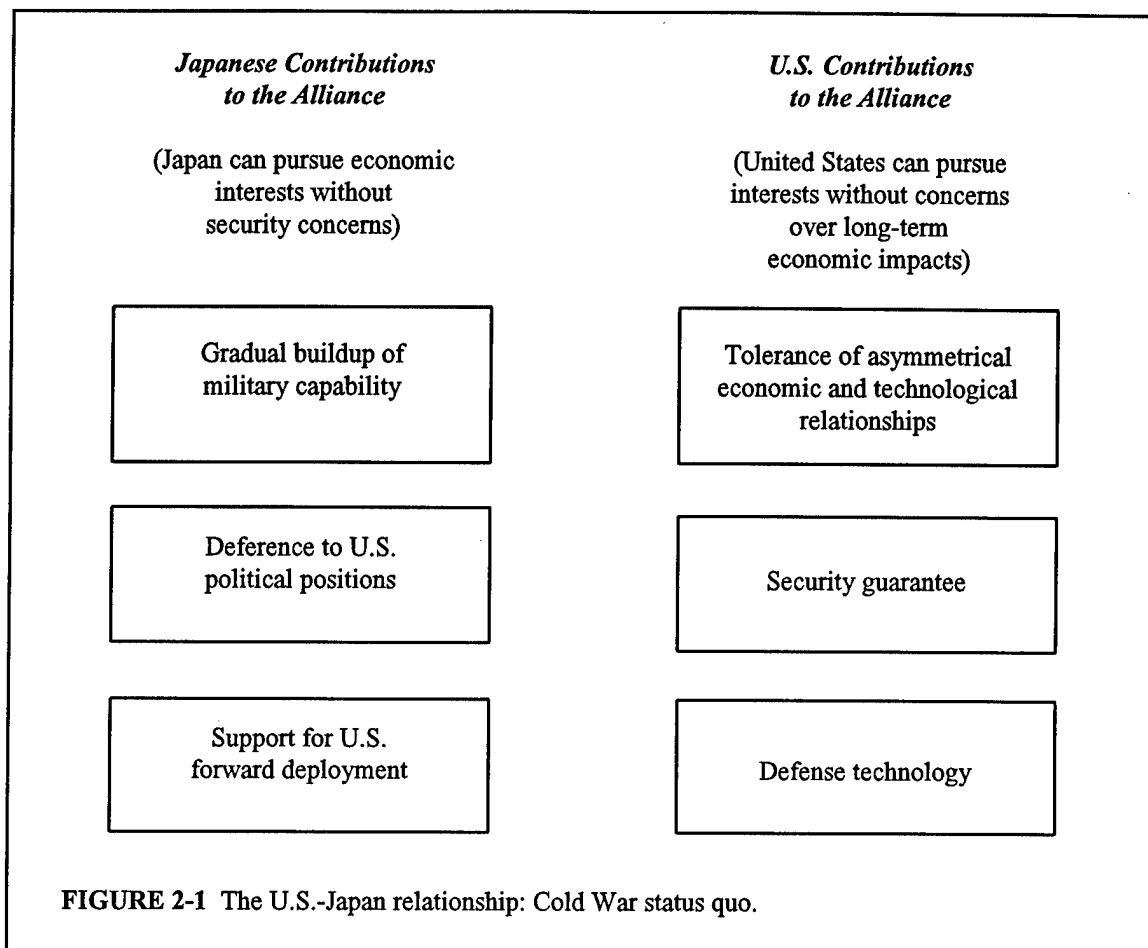 Japanese Contributions
to the Alliance
(Japan can pursue economic
interests without
security concerns)
Gradual buildup of
military capability
Deference to U.S.
political positions
Support for U.S.
forward deployment
U.S. Contributions
to the Alliance
(United States can pursue
interests without concerns
over long-term
economic impacts)
Tolerance of asymmetrical
economic and technological
relationships
Security guarantee
Defense technology
FIGURE 2-1 The U.S.-Japan relationship: Cold War status quo.